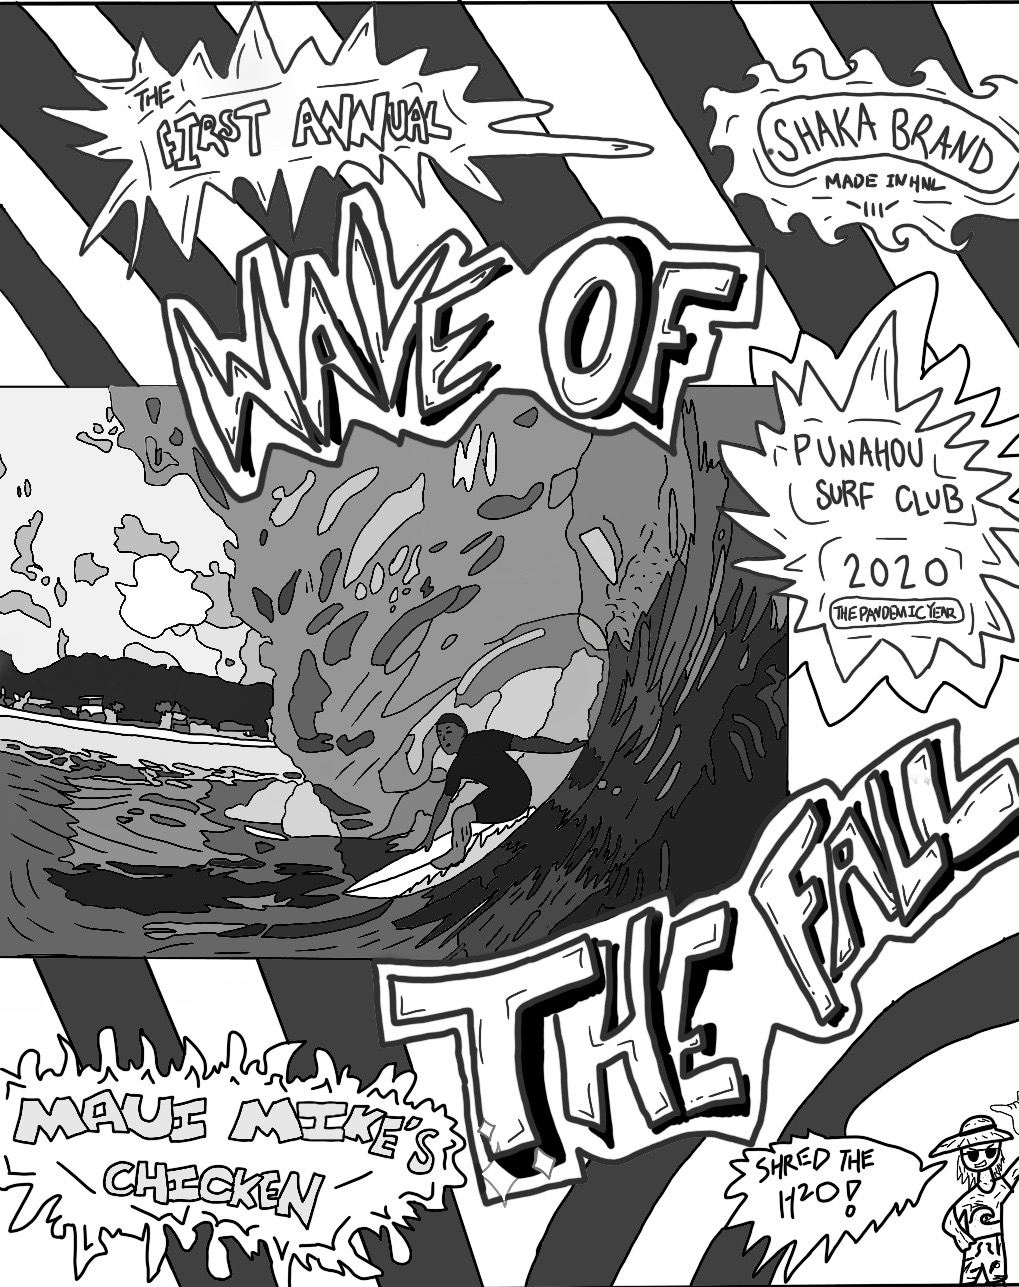 THE
FIRST ANNUAL
SHAKA BRAND
MADE IN HNL
WAVE OF
PUNAHOU
SURF CLUB
2020
THE PANDEMIC YEAR
THE FALL
MAUI MIKE'S
CHICKEN
SHRED THE
H2O!